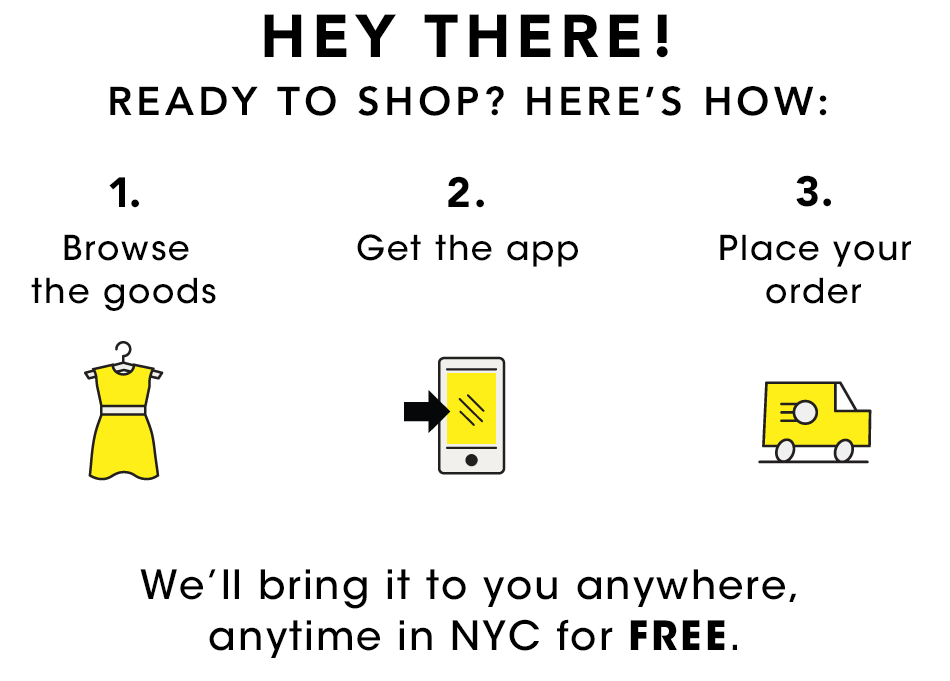 HEY THERE!
READY TO SHOP? HERE’S HOW:
1.
Browse
the goods
2.
Get the app
3.
Place your
order
We’ll bring it to you anywhere,
anytime in NYC for FREE.